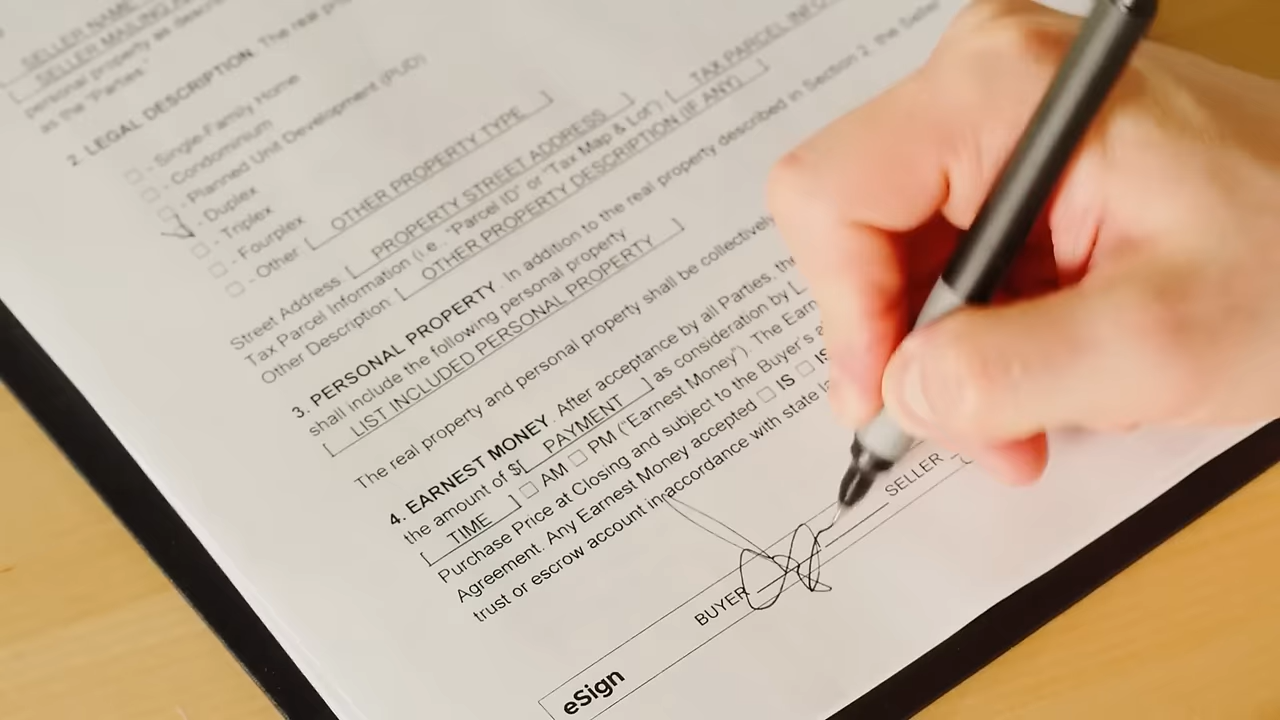 SELLER NAME
SELLER MAILING
personal property as
as the "Parties."
2. LEGAL DESCRIPTION. The real
- Single-Family Home
- Condominium
- Planned Unit Development (PUD)
- Duplex
- Triplex
- Fourplex
- Other [ OTHER PROPERTY TYPE ]
Street Address: [ PROPERTY STREET ADDRESS ]
Tax Parcel Information (i.e., "Parcel ID" or "Tax Map & Lot") [ TAX PARCEL
Other Description: [ OTHER PROPERTY DESCRIPTION (IF ANY) ]
3. PERSONAL PROPERTY. In addition to the real property described in Section 2, the Seller
shall include the following personal property
[ LIST INCLUDED PERSONAL PROPERTY ]
The real property and personal property shall be collectively
4. EARNEST MONEY. After acceptance by all Parties, the
the amount of $[ PAYMENT ] as consideration by
[ TIME ] ☐ AM ☐ PM ("Earnest Money"). The
Purchase Price at Closing and subject to the Buyer's
Agreement. Any Earnest Money accepted ☐ IS ☐ IS
trust or escrow account in accordance with state
eSign BUYER SELLER